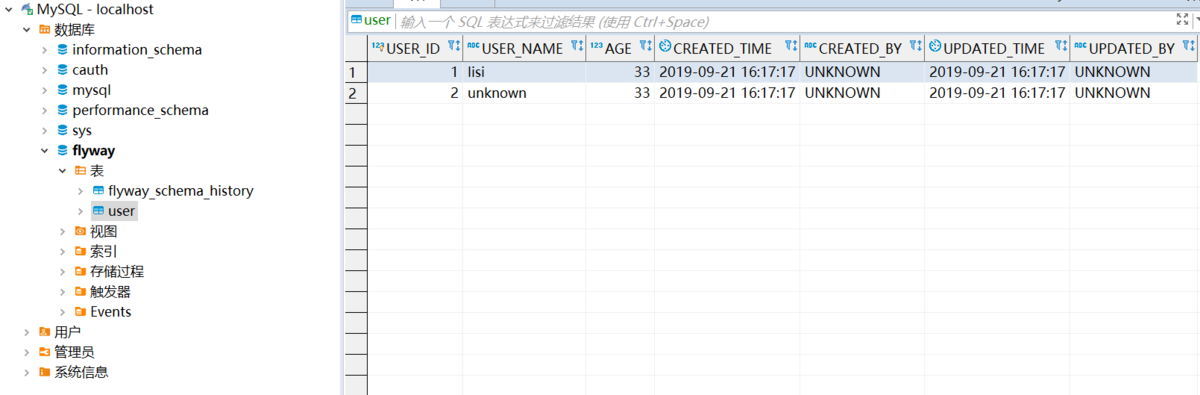 MySQL - localhost
数据库
information_schema
cauth
mysql
performance_schema
sys
flyway
表
flyway_schema_history
user
视图
索引
存储过程
触发器
Events
用户
管理员
系统信息
user 输入一个 SQL 表达式来过滤结果 (使用 Ctrl+Space)
123 USER_ID ABC USER_NAME 123 AGE CREATED_TIME ABC CREATED_BY UPDATED_TIME ABC UPDATED_BY
1 1 lisi 33 2019-09-21 16:17:17 UNKNOWN 2019-09-21 16:17:17 UNKNOWN
2 2 unknown 33 2019-09-21 16:17:17 UNKNOWN 2019-09-21 16:17:17 UNKNOWN